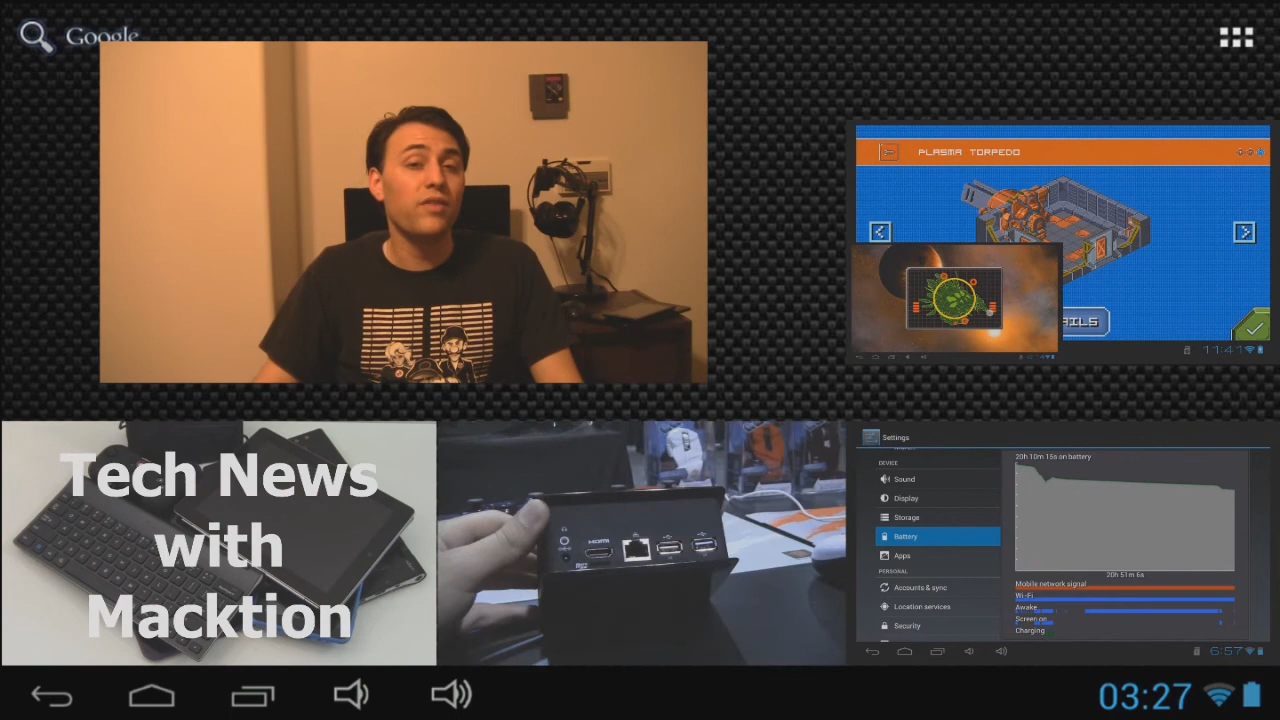 Google
PLASMA TORPEDO
AILS
11:41
Tech News
with
Macktion
HDMI
Settings
DEVICE
Sound
Display
Storage
Battery
Apps
PERSONAL
Accounts & sync
Location services
Security
20h 10m 15s on battery
20h 51m 6s
Mobile network signal
Wi-Fi
Awake
Screen on
Charging
6:57
03:27